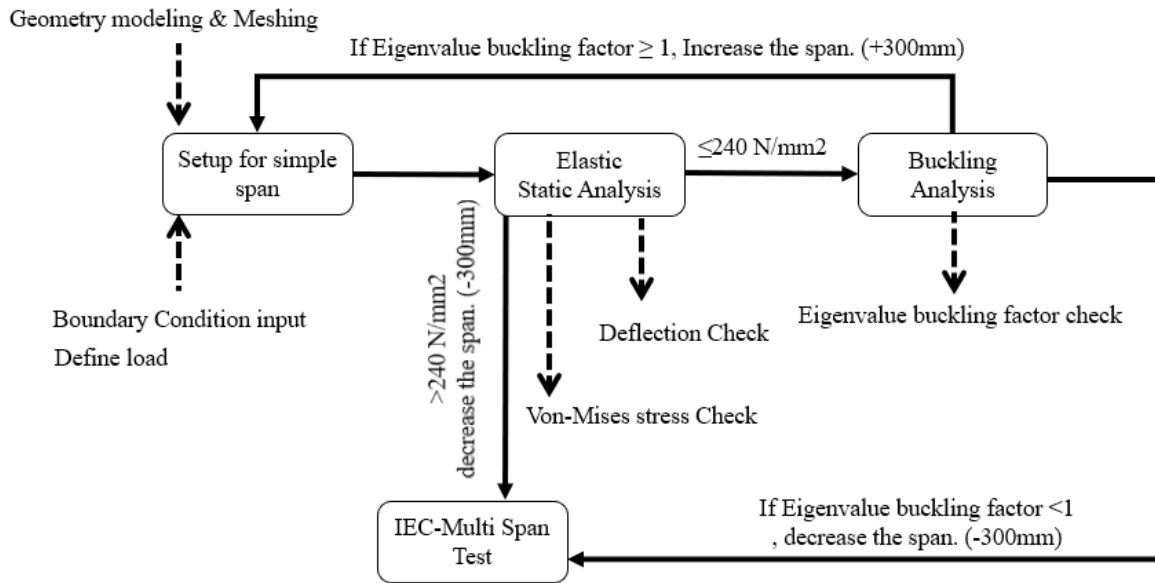 Geometry modeling & Meshing
If Eigenvalue buckling factor ≥ 1, Increase the span. (+300mm)
Setup for simple
span
Elastic
Static Analysis
≤240 N/mm2
Buckling
Analysis
>240 N/mm2
decrease the span. (-300mm)
Boundary Condition input
Define load
Deflection Check
Eigenvalue buckling factor check
Von-Mises stress Check
IEC-Multi Span
Test
If Eigenvalue buckling factor <1
, decrease the span. (-300mm)